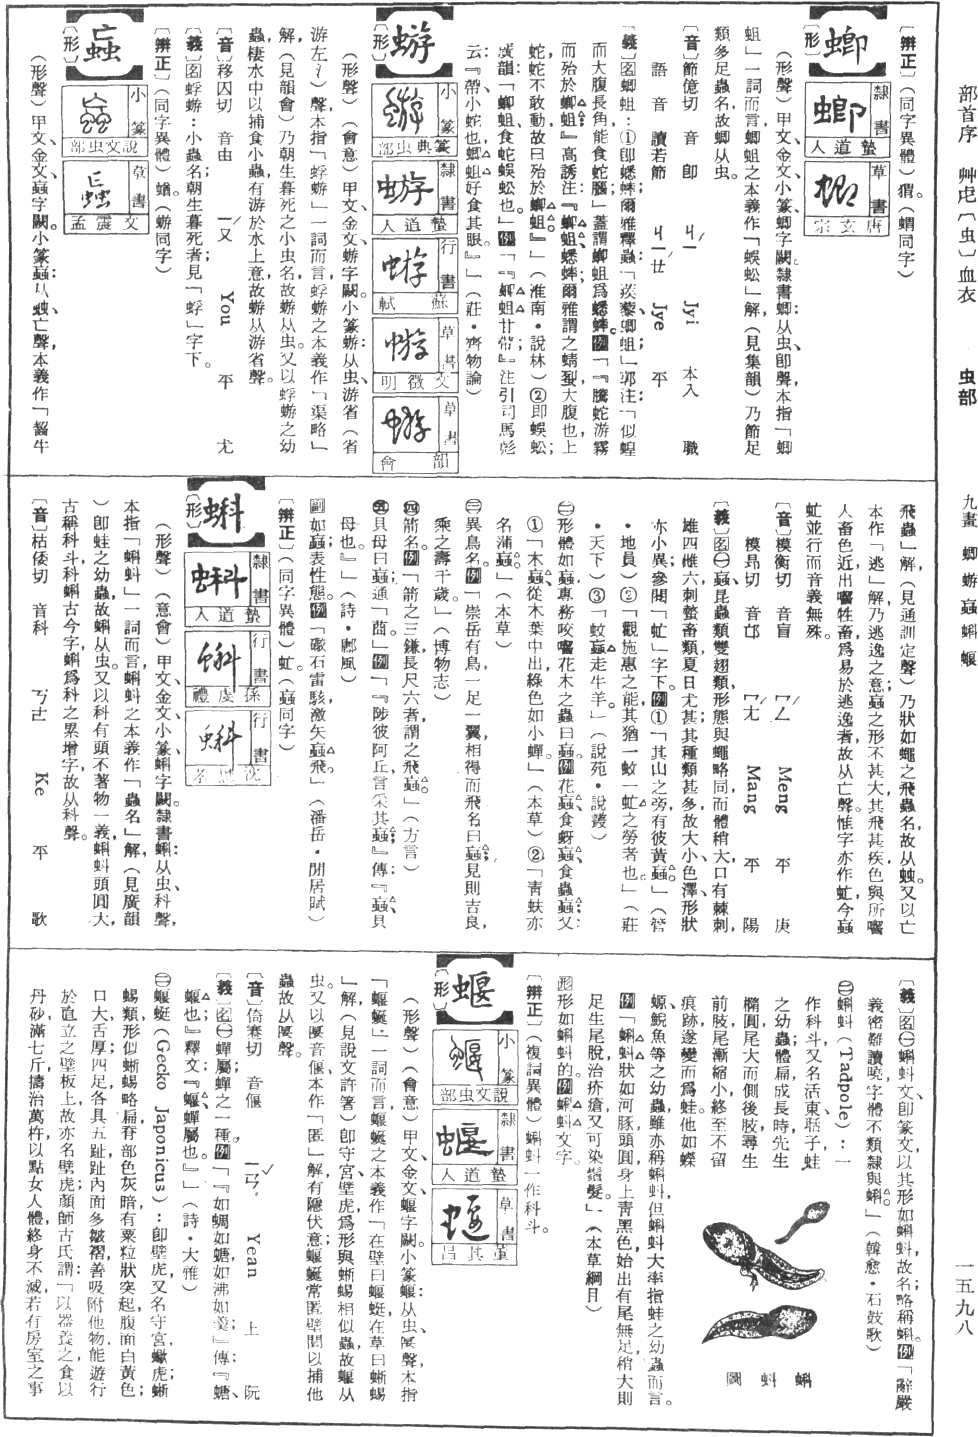 部首序 艸虍〔虫〕血衣 虫部 九畫 蝍蝣蝱蝌蝘 一五九八
〔辨正〕(同字異體)猬。(蝟同字)
蝍
〔形〕
隸書
人道蟄
草書
宗玄唐
(形聲)甲文、金文、小篆蝍字闕。隸書蝍:从虫、卽聲,本指「蝍
蛆」一詞而言,蝍蛆之本義作「蜈蚣」解(見集韻)乃節足
類多足蟲名,故蝍从虫。
〔音〕節億切 音卽 ㄐㄧˊ Jyi 本入 職
語音 讀若節 ㄐㄧㄝˊ Jye 平
〔義〕名蝍蛆:①卽蟋蟀,爾雅釋蟲「蒺藜蝍蛆」郭注:「似蝗
而大腹長角,能食蛇腦。」蓋謂蝍蛆爲蟋蟀。例「『騰蛇游霧,
而殆於蝍蛆』高誘注:『蝍蛆,蟋蟀,爾雅謂之蜻蛚,大腹也,上
蛇,蛇不敢動,故曰殆於蝍蛆。』」(淮南•說林)②即蜈蚣;
廣韻:「蝍蛆,食蛇,蜈蚣也。」例「『蝍蛆甘帶』注引司馬彪
云:『帶,小蛇也,蝍蛆好食其眼。』」(莊•齊物論)
蝣
〔形〕
小篆
部虫典篆
隸書
人道蟄
行書
軾蘇
草書
明徵文
草書
會韻
(形聲)(會意)甲文、金文蝣字闕。小篆蝣:从虫、游省(省
游左氵)聲,本指「蜉蝣」一詞而言,蜉蝣之本義作「渠略」
解,(見韻會)乃朝生暮死之小虫名,故蝣从虫。又以蜉蝣之幼
蟲棲水中以捕食小蟲,有游於水上意,故蝣从游省聲。
〔音〕移囚切 音由 ㄧㄡˊ You 平 尤
〔義〕名蜉蝣:小蟲名,朝生暮死者,見「蜉」字下。
〔辨正〕(同字異體)蝤。(蝣同字)
蝱
〔形〕
小篆
部虫文說
草書
孟震文
(形聲)甲文、金文蝱字闕。小篆蝱:从䖵、亡聲,本義作「齧牛
飛蟲」解(見通訓定聲)乃狀如蠅之飛蟲名,故从䖵。又以亡
本作「逃」解,乃逃逸之意;蝱之形不甚大,其飛甚疾,色與所嚙
人畜色近,出嚙牲畜爲易於逃逸者,故从亡聲。惟字亦作虻,今蝱
虻並行而音義無殊。
〔音〕模衡切 音盲 ㄇㄥˊ Meng 平 庚
模昂切 音邙 ㄇㄤˊ Mang 平 陽
〔義〕名㊀蝱,昆蟲類雙翅類,形態與蠅略同,而體稍大,口有棘刺,
雄四雌六,刺螫畜類,夏日尤甚;其種類甚多,故大小、色澤、形狀
亦小異,參閱「虻」字下。例①「其山之旁,有彼黃蝱。」(管
•地員)②「觀施惠之能,其猶一蚊一虻之勞者也。」(莊
•天下)③「蚊蝱走牛羊。」(說苑•說叢)
㊁形體如蝱,專務咬嚙花木之蟲曰蝱。例花蝱、食蚜蝱、食蟲蝱;又
①「木蝱從木葉中出,綠色如小蟬。」(本草)②「青蚨亦
名蒲蝱。」(本草)
㊂異鳥名。例「崇岳有鳥,一足一翼,相得而飛,名曰蝱,見則吉良,
乘之壽千歲。」(博物志)
㊃箭名。例「箭之三鎌長尺六者,謂之飛蝱。」(方言)
㊄貝母曰蝱,通「茴」。例「『陟彼阿丘,言采其蝱』傳:『蝱,貝
母也。』」(詩•鄘風)
副如蝱,表性態。例「礮石雷駭,激矢蝱飛。」(潘岳•閒居賦)
〔辨正〕(同字異體)虻。(蝱同字)
蝌
〔形〕
隸書
人道蟄
行書
禮虔孫
行書
(形聲)(意會)甲文、金文、小篆蝌字闕。隸書蝌:从虫、科聲,
本指「蝌蚪」一詞而言,蝌蚪之本義作「蟲名」解,(見廣韻
)卽蛙之幼蟲,故蝌从虫。又以科有頭不著物一義,蝌蚪頭圓大,
古稱科斗,科蝌古今字,蝌爲科之累增字,故从科聲。
〔音〕枯倭切 音科 ㄎㄜ Ke 平 歌
〔義〕名㊀蝌蚪文,卽篆文,以其形如蝌蚪,故名,略稱蝌。例「辭嚴
義密難讀曉,字體不類隸與蝌。」(韓愈•石鼓歌)
㊁蝌蚪(Tadpole):一
作科斗,又名活東、聒子,蛙
之幼蟲,體扁,成長時先生
橢圓尾大而側,後肢尋生
前肢,尾漸縮小,終至不留
痕跡,遂變而爲蛙。他如蠑
螈、鯢魚等之幼蟲,雖亦稱蝌蚪,但蝌蚪大率指蛙之幼蟲而言。
例「蝌蚪狀如河豚,頭圓,身上靑黑色,始出有尾無足,稍大則
足生尾脫,治疥瘡,又可染鬚髮。」(本草綱目)
圖蚪蝌
形形如蝌蚪的。例蝌蚪文字。
〔辨正〕(複詞異體)蝌蚪一作科斗。
蝘
〔形〕
小篆
部虫文說
隸書
人道蟄
草書
昌其董
(形聲)(會意)甲文、金文蝘字闕。小篆蝘:从虫、匽聲,本指
「蝘蜓」一詞而言,蝘蜓之本義作「在壁曰蝘蜓,在草曰蜥蜴
」解,(見說文許箸)卽守宮、壁虎,爲形與蜥蜴相似蟲,故蝘从
虫。又以匽音偃,本作「匿」解,有隱伏意;蝘蜓常匿壁間以捕他
蟲,故从匽聲。
〔音〕倚蹇切 音偃 ㄧㄢˇ Yean 上 阮
〔義〕名㊀蟬屬,蟬之一種。例「『如蜩如螗,如沸如羹』傳:『螗,
蝘也。』釋文:『蝘,蟬屬也。』」(詩•大雅)
㊁蝘蜓(Gecko Japonicus):卽壁虎,又名守宮、蠍虎;蜥
蜴類,形似蜥蜴,略扁,脊部色灰暗,有粟粒狀突起,腹面白黃色;
口大,舌厚,四足各具五趾,趾內面多皺褶,善吸附他物,能遊行
於直立之壁板上,故亦名壁虎。顏師古氏謂:「以器養之,食以
丹砂,滿七斤,擣治萬杵,以點女人體,終身不滅,若有房室之事